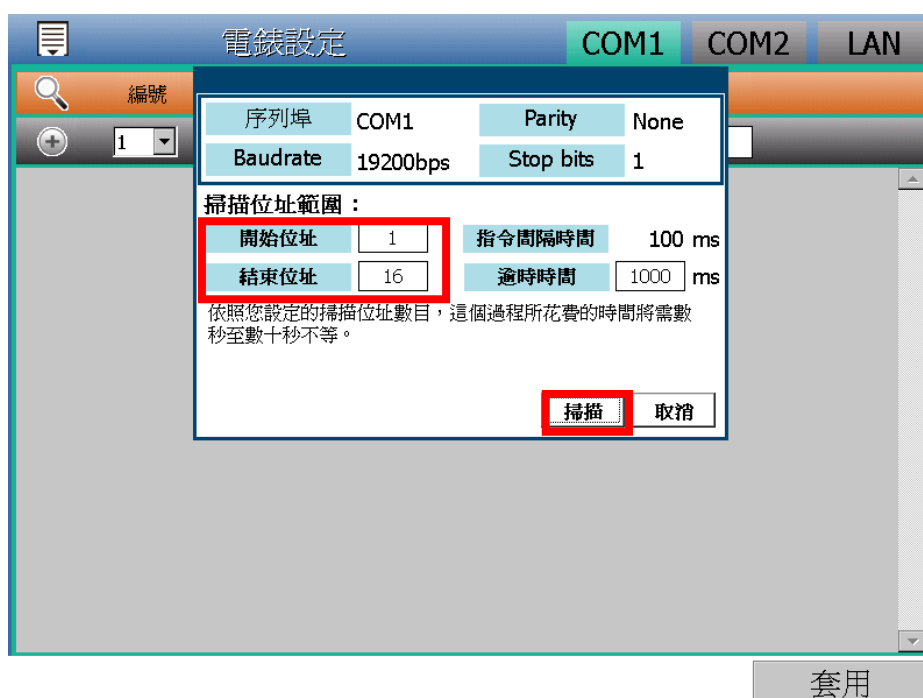 電錶設定 COM1 COM2 LAN
編號
1
序列埠 COM1 Parity None
Baudrate 19200bps Stop bits 1
掃描位址範圍：
開始位址 1 指令間隔時間 100 ms
結束位址 16 逾時時間 1000 ms
依照您設定的掃描位址數目，這個過程所花費的時間將需數
秒至數十秒不等。
掃描 取消
套用